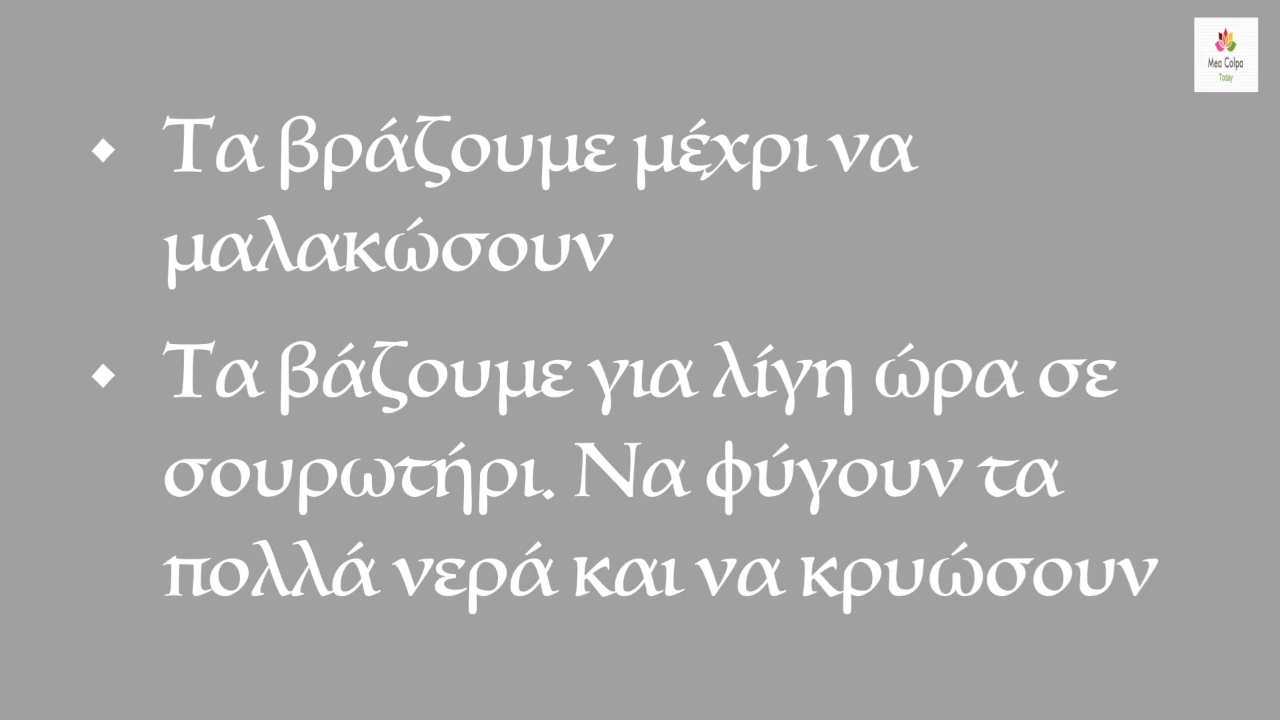 Mea Colpa
Today
◆ Τα βράζουμε μέχρι να
μαλακώσουν
◆ Τα βάζουμε για λίγη ώρα σε
σουρωτήρι. Να φύγουν τα
πολλά νερά και να κρυώσουν